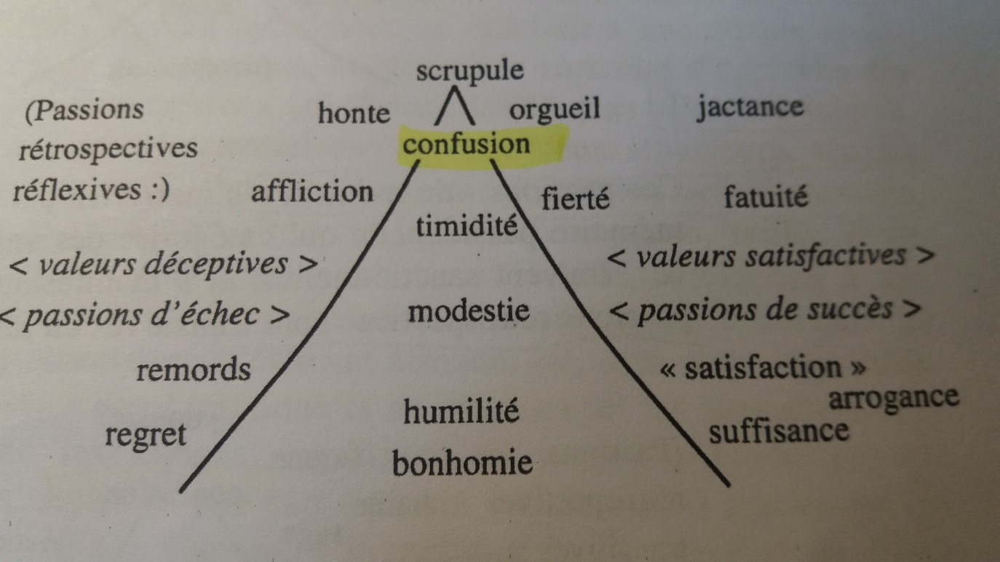 scrupule
(Passions honte orgueil jactance
confusion
rétrospectives
réflexives :) affliction fierté fatuité
timidité
< valeurs déceptives > < valeurs satisfactives >
< passions d'échec > modestie < passions de succès >
remords « satisfaction »
arrogance
humilité
regret suffisance
bonhomie